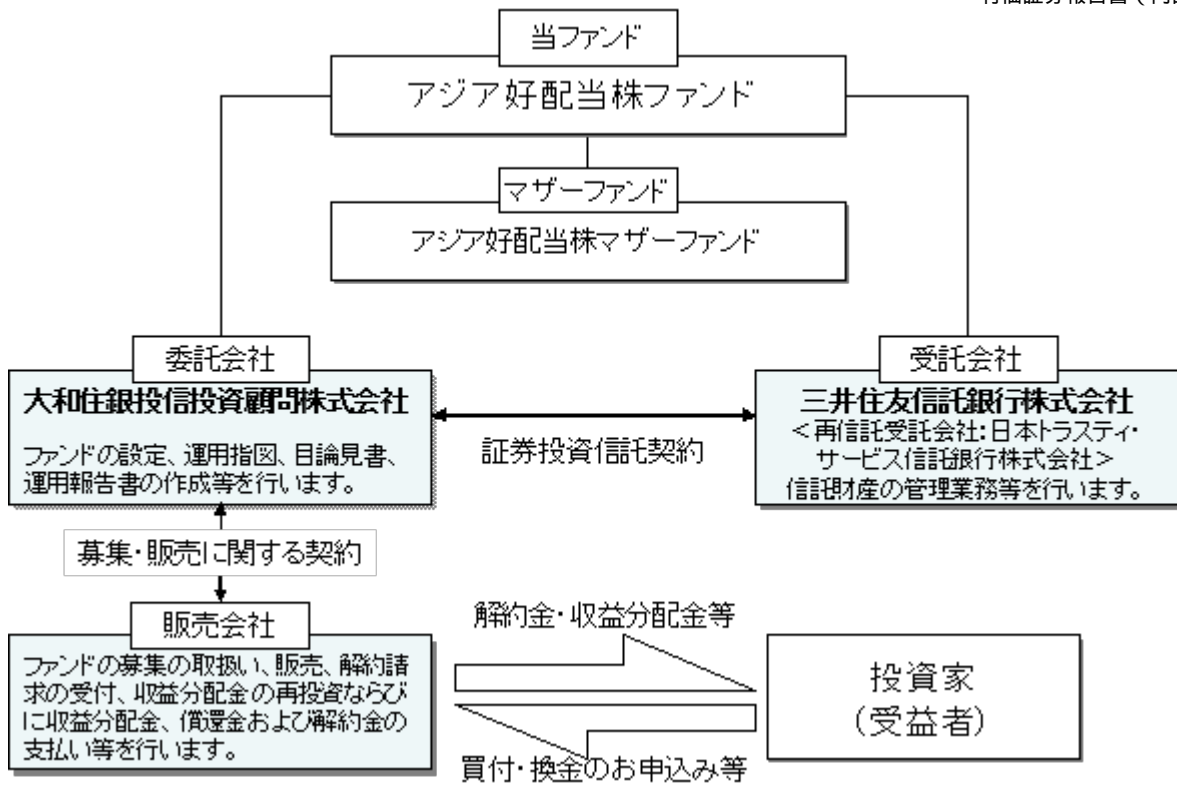 当ファンド
アジア好配当株ファンド
マザーファンド
アジア好配当株マザーファンド
委託会社
大和住銀投信投資顧問株式会社
ファンドの設定、運用指図、目論見書、
運用報告書の作成等を行います。
証券投資信託契約
受託会社
三井住友信託銀行株式会社
<再信託受託会社:日本トラスティ・
サービス信託銀行株式会社>
信託財産の管理業務等を行います。
募集・販売に関する契約
販売会社
ファンドの募集の取扱い、販売、解約請
求の受付、収益分配金の再投資ならび
に収益分配金、償還金および解約金の
支払い等を行います。
解約金・収益分配金等
買付・換金のお申込み等
投資家
(受益者)